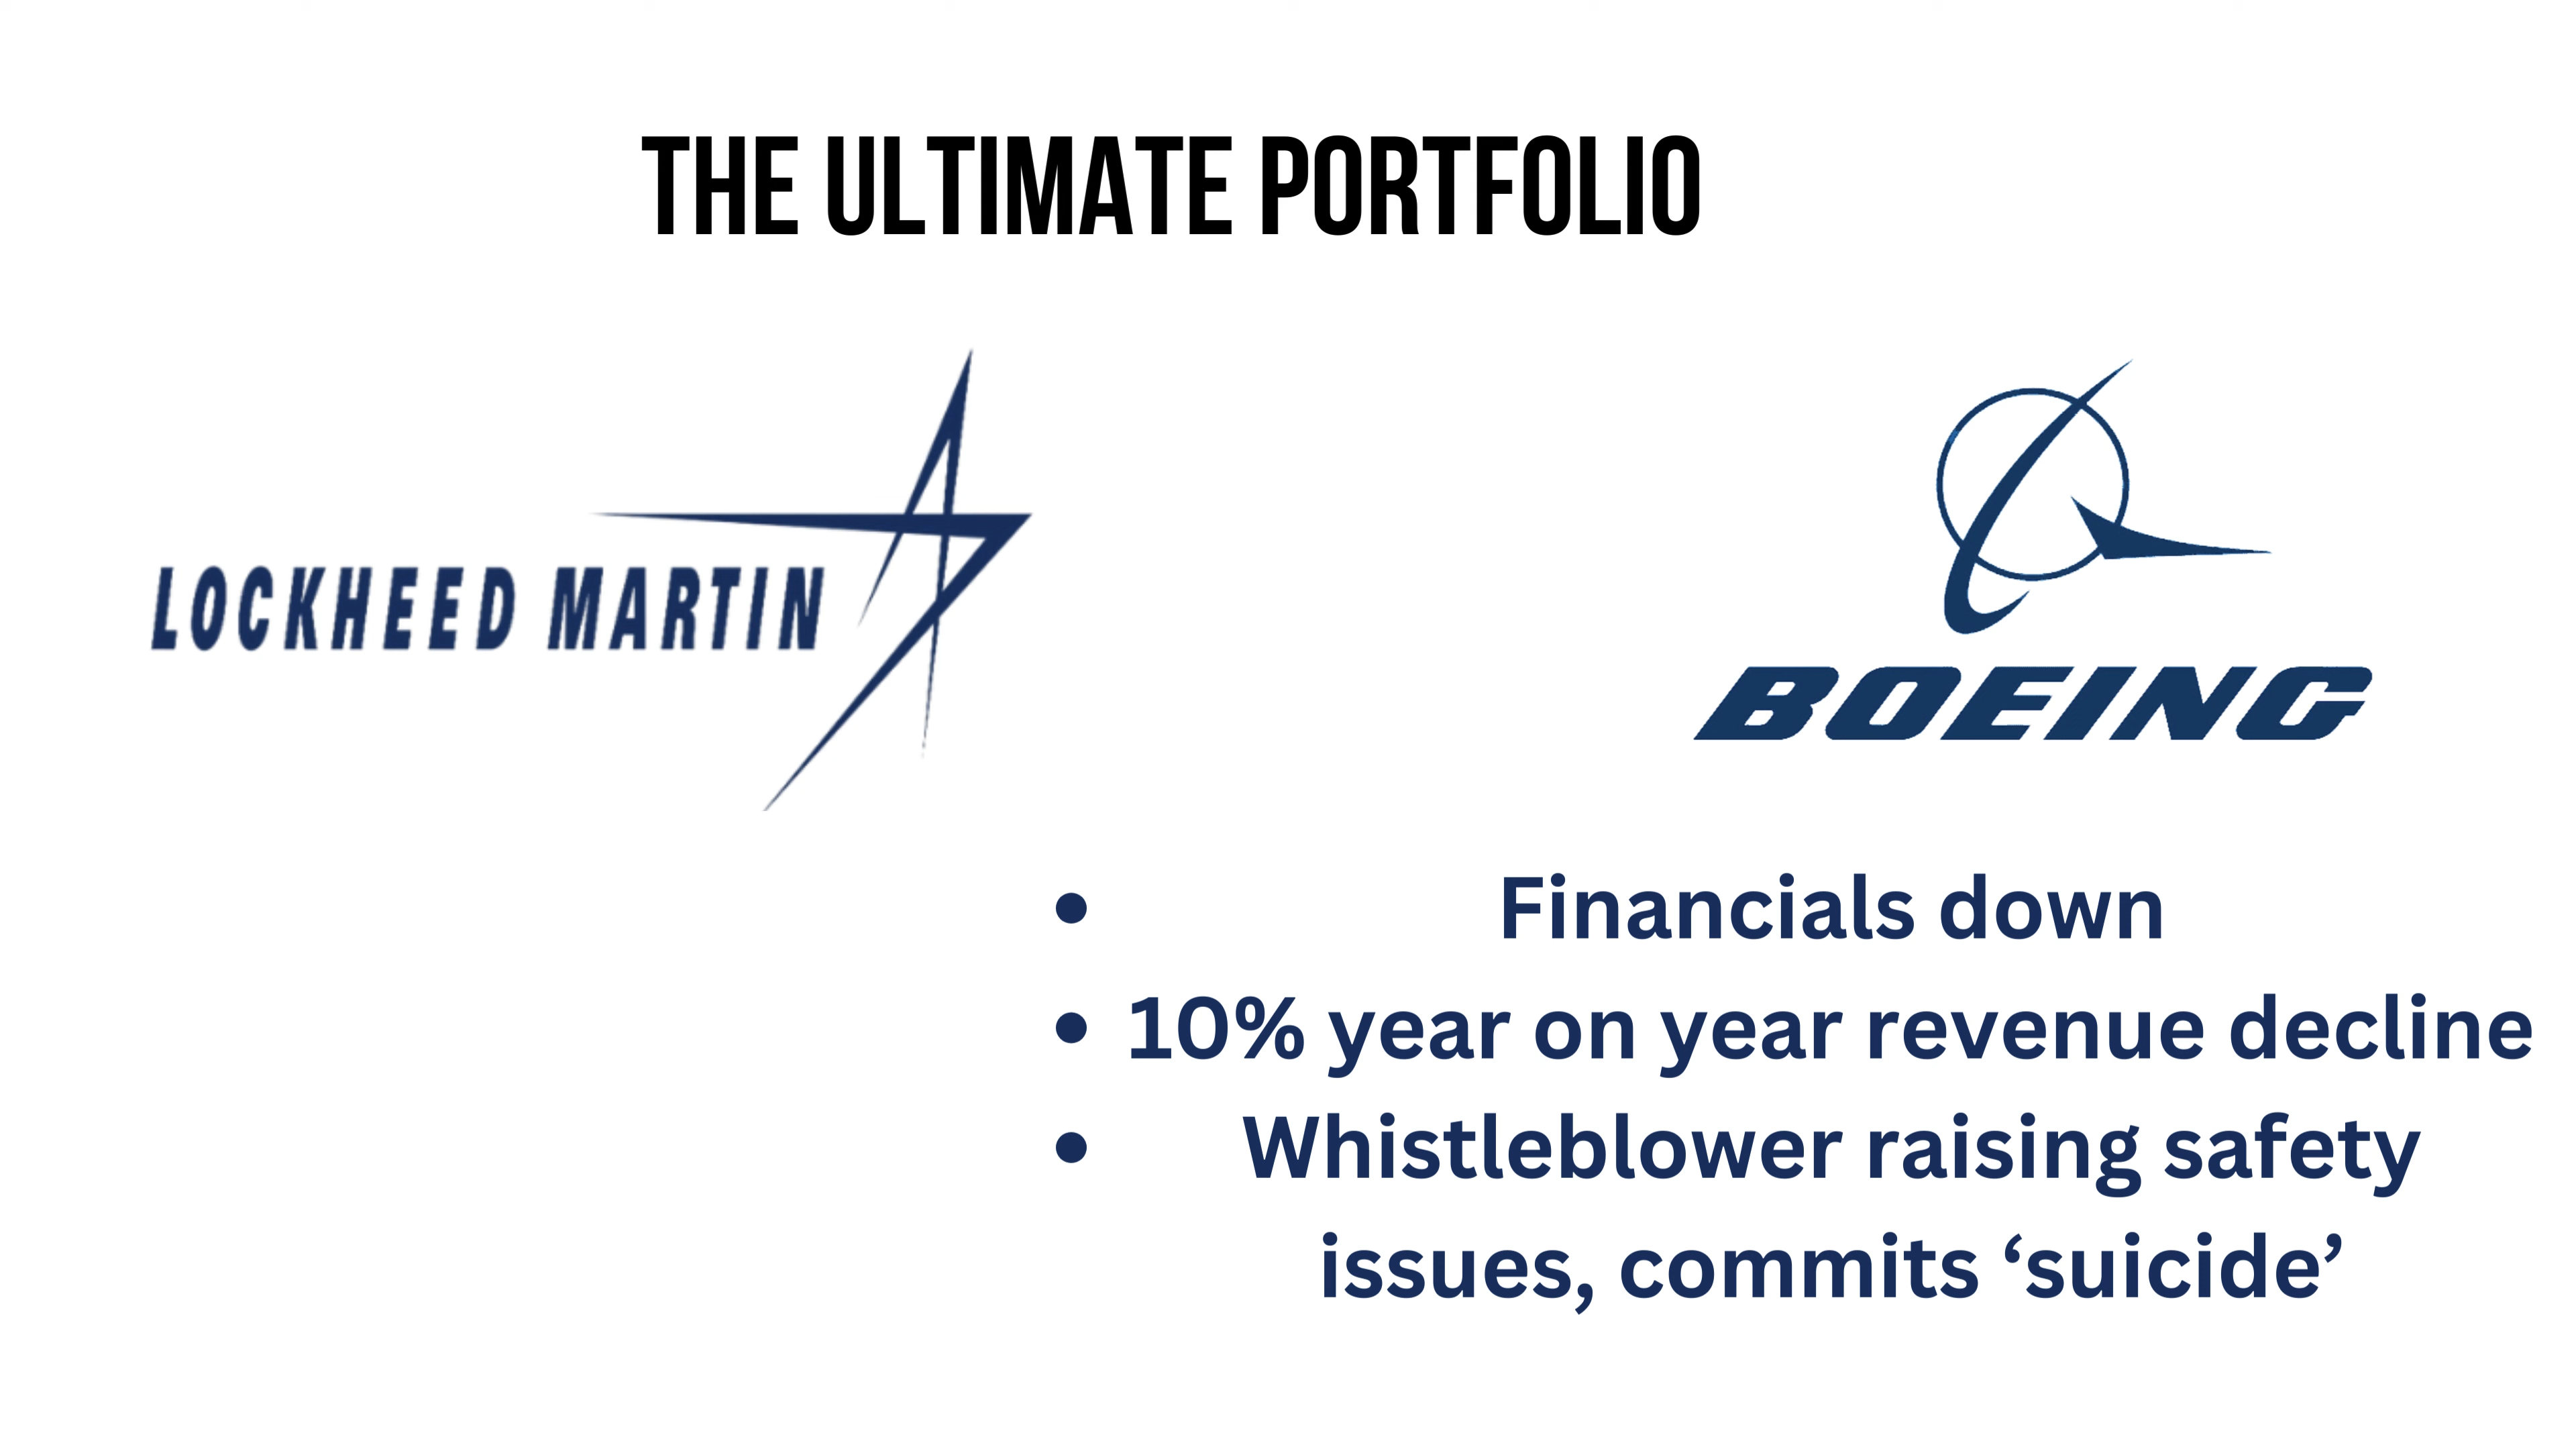 THE ULTIMATE PORTFOLIO
LOCKHEED MARTIN
BOEING
• Financials down
• 10% year on year revenue decline
• Whistleblower raising safety
issues, commits ‘suicide’